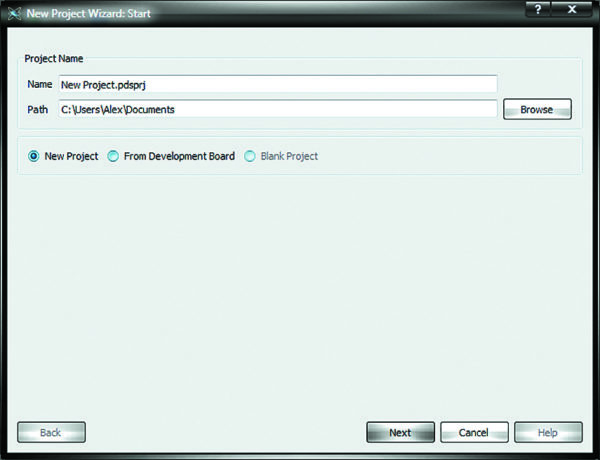 New Project Wizard: Start
? X
Project Name
Name New Project.pdsprj
Path C:\Users\Alex\Documents Browse
New Project From Development Board Blank Project
Back Next Cancel Help